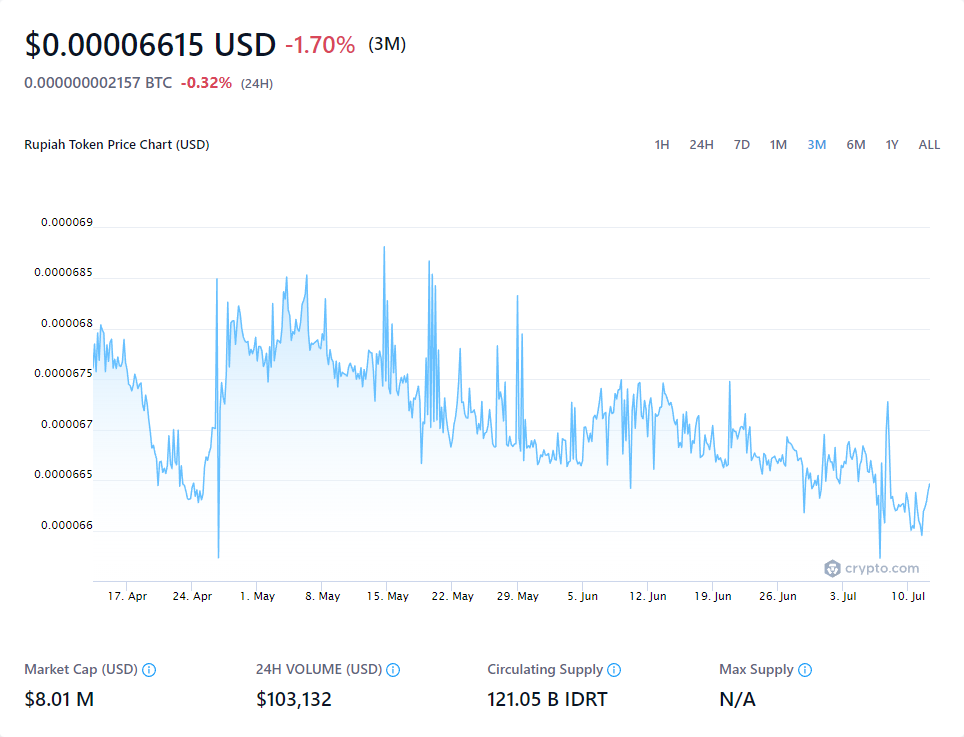 $0.00006615 USD -1.70% (3M)
0.000000002157 BTC -0.32% (24H)
Rupiah Token Price Chart (USD) 1H 24H 7D 1M 3M 6M 1Y ALL
0.000069
0.0000685
0.000068
0.0000675
0.000067
0.0000665
0.000066
crypto.com
17. Apr 24. Apr 1. May 8. May 15. May 22. May 29. May 5. Jun 12. Jun 19. Jun 26. Jun 3. Jul 10. Jul
Market Cap (USD) 24H VOLUME (USD) Circulating Supply Max Supply
$8.01 M $103,132 121.05 B IDRT N/A